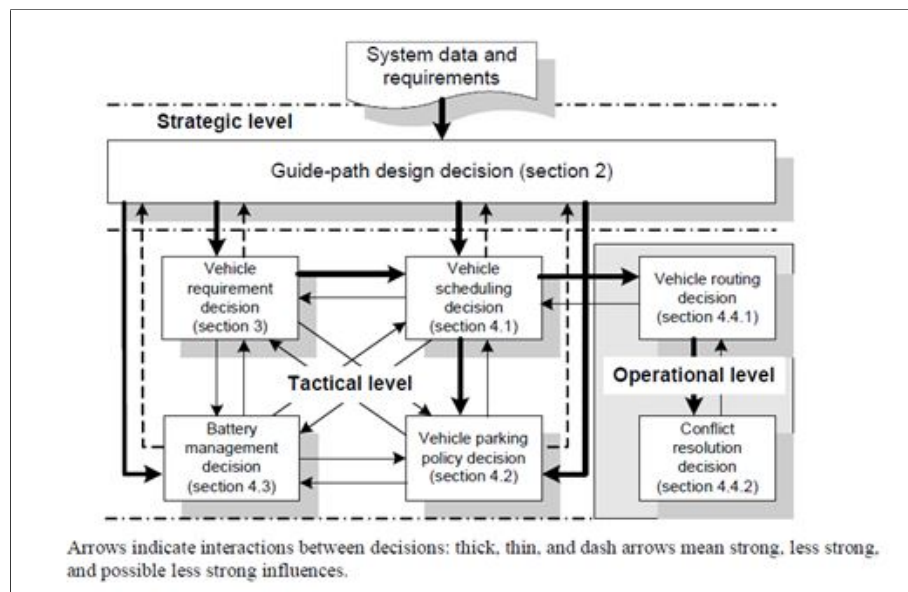 System data and
requirements
Strategic level
Guide-path design decision (section 2)
Vehicle
requirement
decision
(section 3)
Vehicle
scheduling
decision
(section 4.1)
Vehicle routing
decision
(section 4.4.1)
Tactical level
Operational level
Battery
management
decision
(section 4.3)
Vehicle parking
policy decision
(section 4.2)
Conflict
resolution
decision
(section 4.4.2)
Arrows indicate interactions between decisions: thick, thin, and dash arrows mean strong, less strong,
and possible less strong influences.